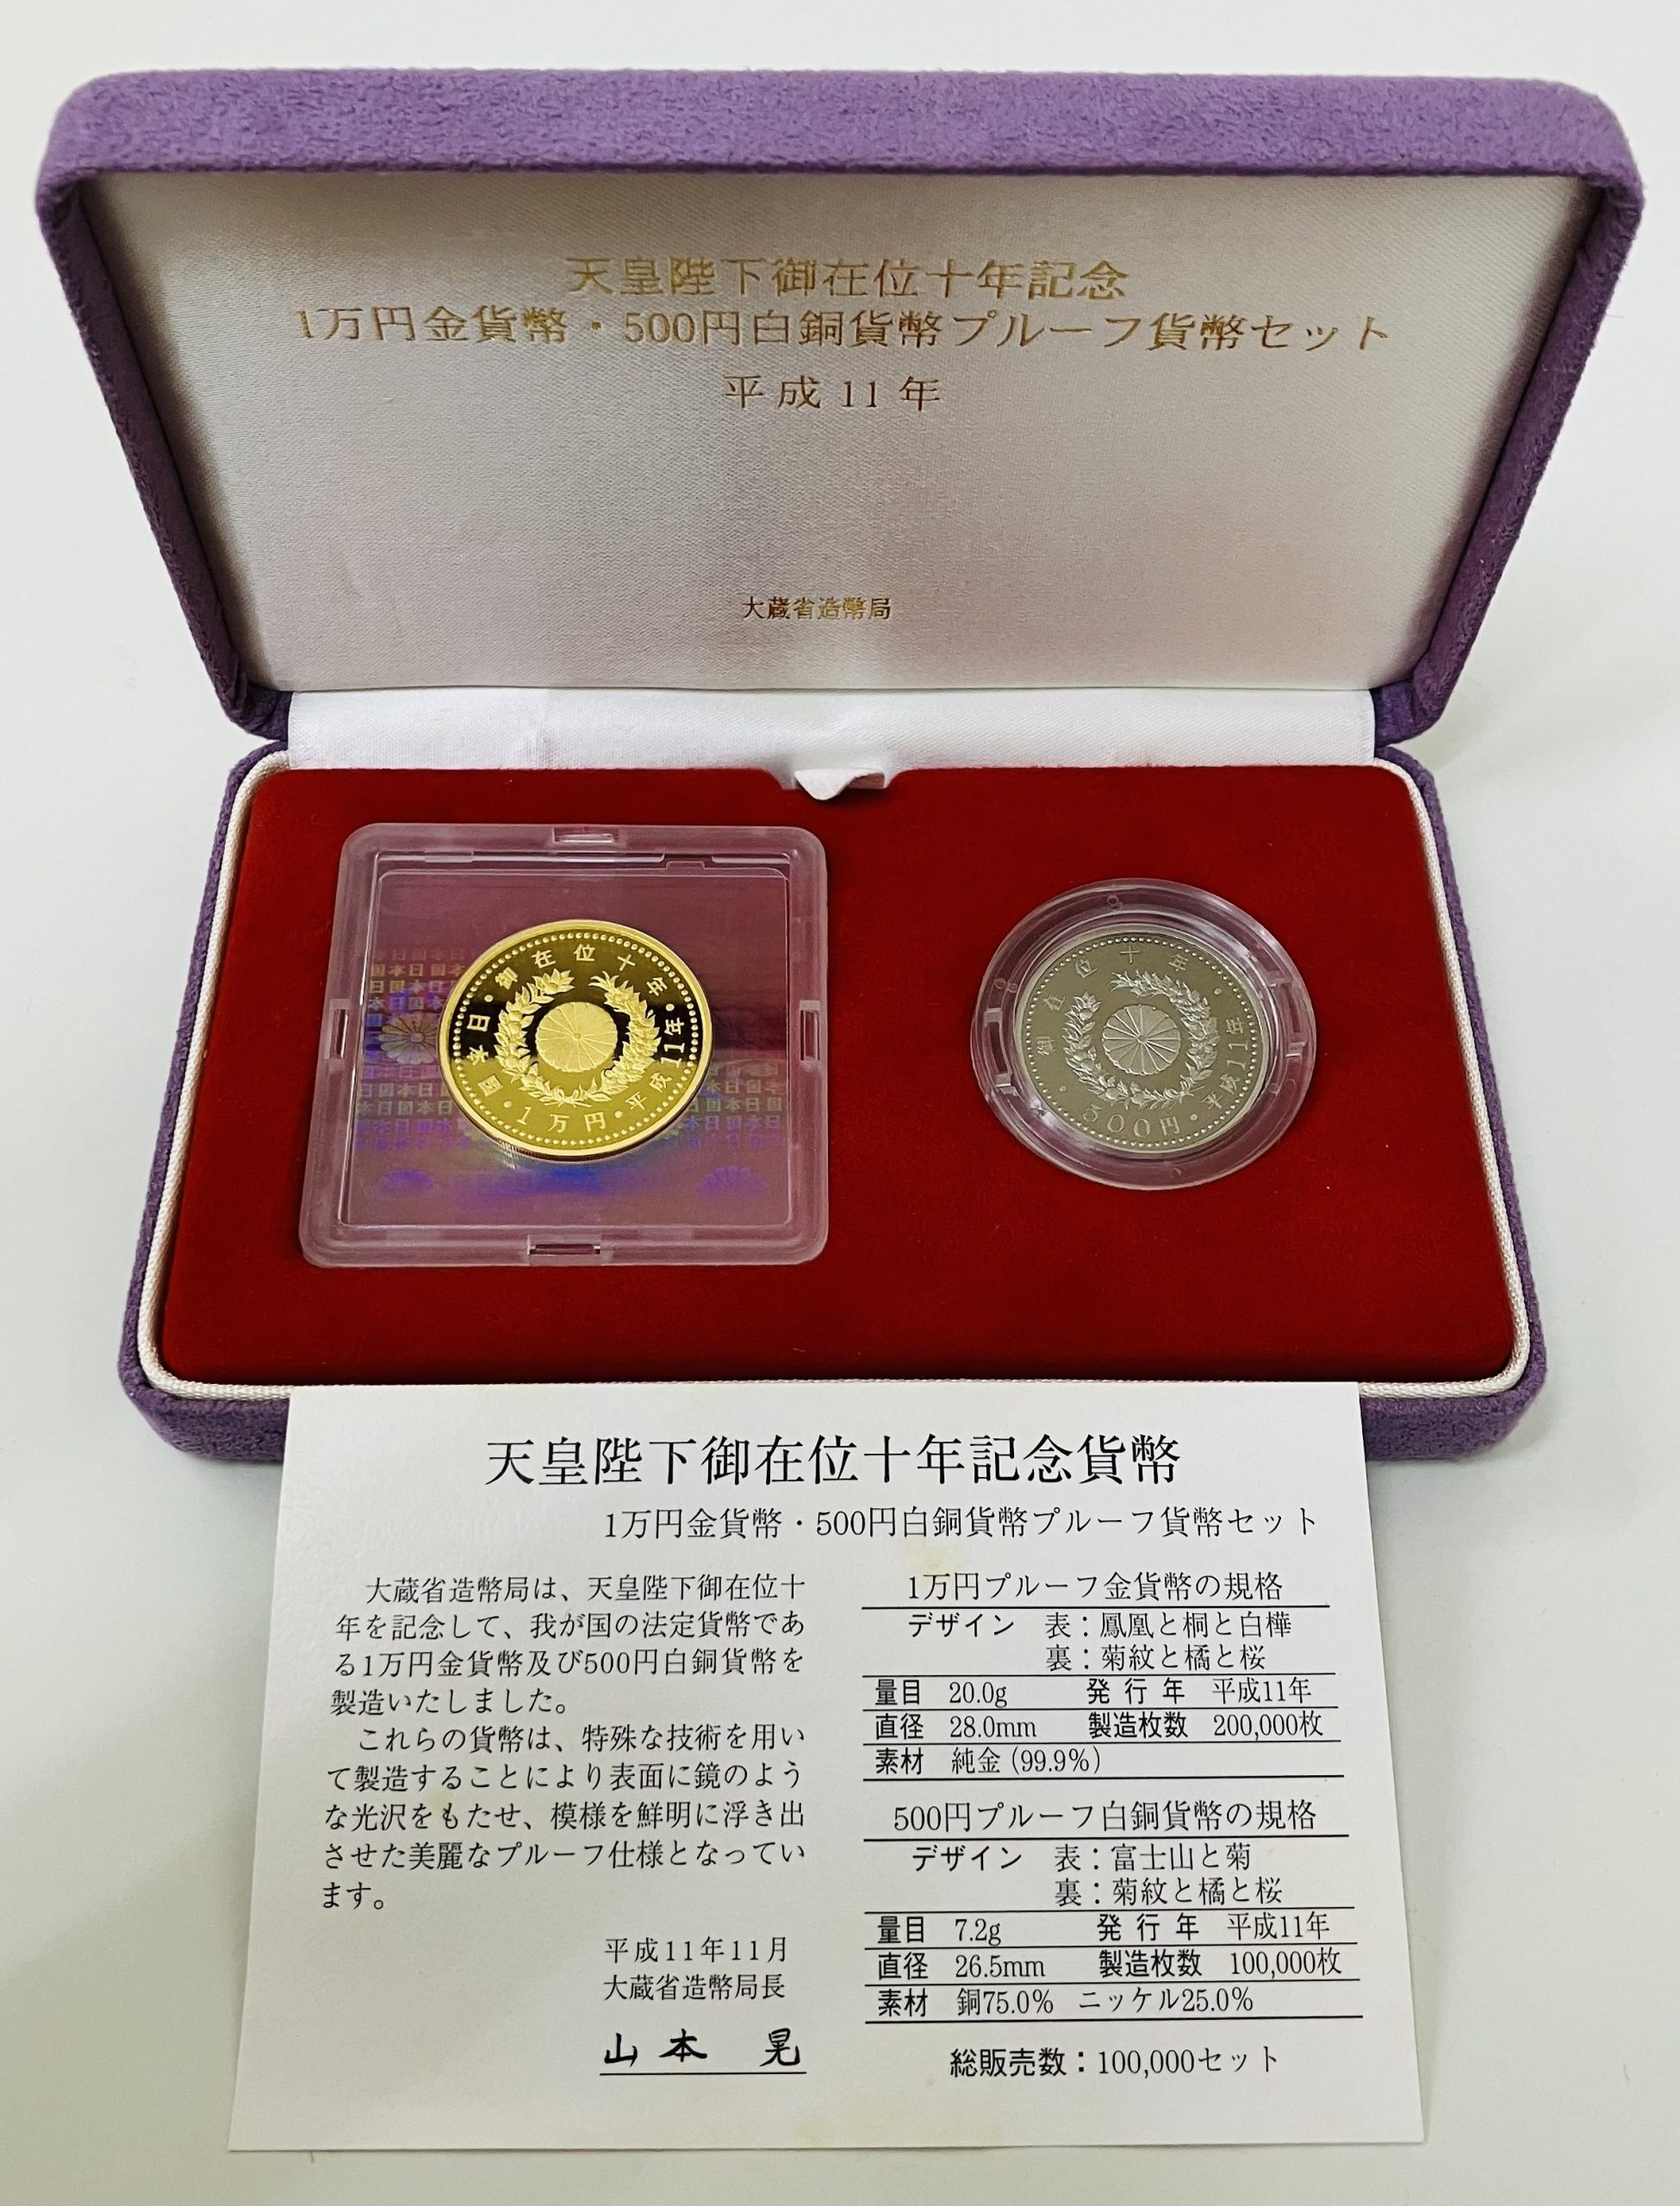 天皇陛下御在位十年記念
1万円金貨幣・500円白銅貨幣プルーフ貨幣セット
平成11年
大蔵省造幣局
日本国・御在位十年・平成11年・1万円
御在位十年・平成11年・500円
天皇陛下御在位十年記念貨幣
1万円金貨幣・500円白銅貨幣プルーフ貨幣セット
大蔵省造幣局は、天皇陛下御在位十
年を記念して、我が国の法定貨幣であ
る1万円金貨幣及び500円白銅貨幣を
製造いたしました。
これらの貨幣は、特殊な技術を用い
て製造することにより表面に鏡のよう
な光沢をもたせ、模様を鮮明に浮き出
させた美麗なプルーフ仕様となってい
ます。
平成11年11月
大蔵省造幣局長
山本 晃
1万円プルーフ金貨幣の規格
デザイン 表：鳳凰と桐と白樺
裏：菊紋と橘と桜
量目 20.0g 発行年 平成11年
直径 28.0mm 製造枚数 200,000枚
素材 純金(99.9%)
500円プルーフ白銅貨幣の規格
デザイン 表：富士山と菊
裏：菊紋と橘と桜
量目 7.2g 発行年 平成11年
直径 26.5mm 製造枚数 100,000枚
素材 銅75.0% ニッケル25.0%
総販売数：100,000セット